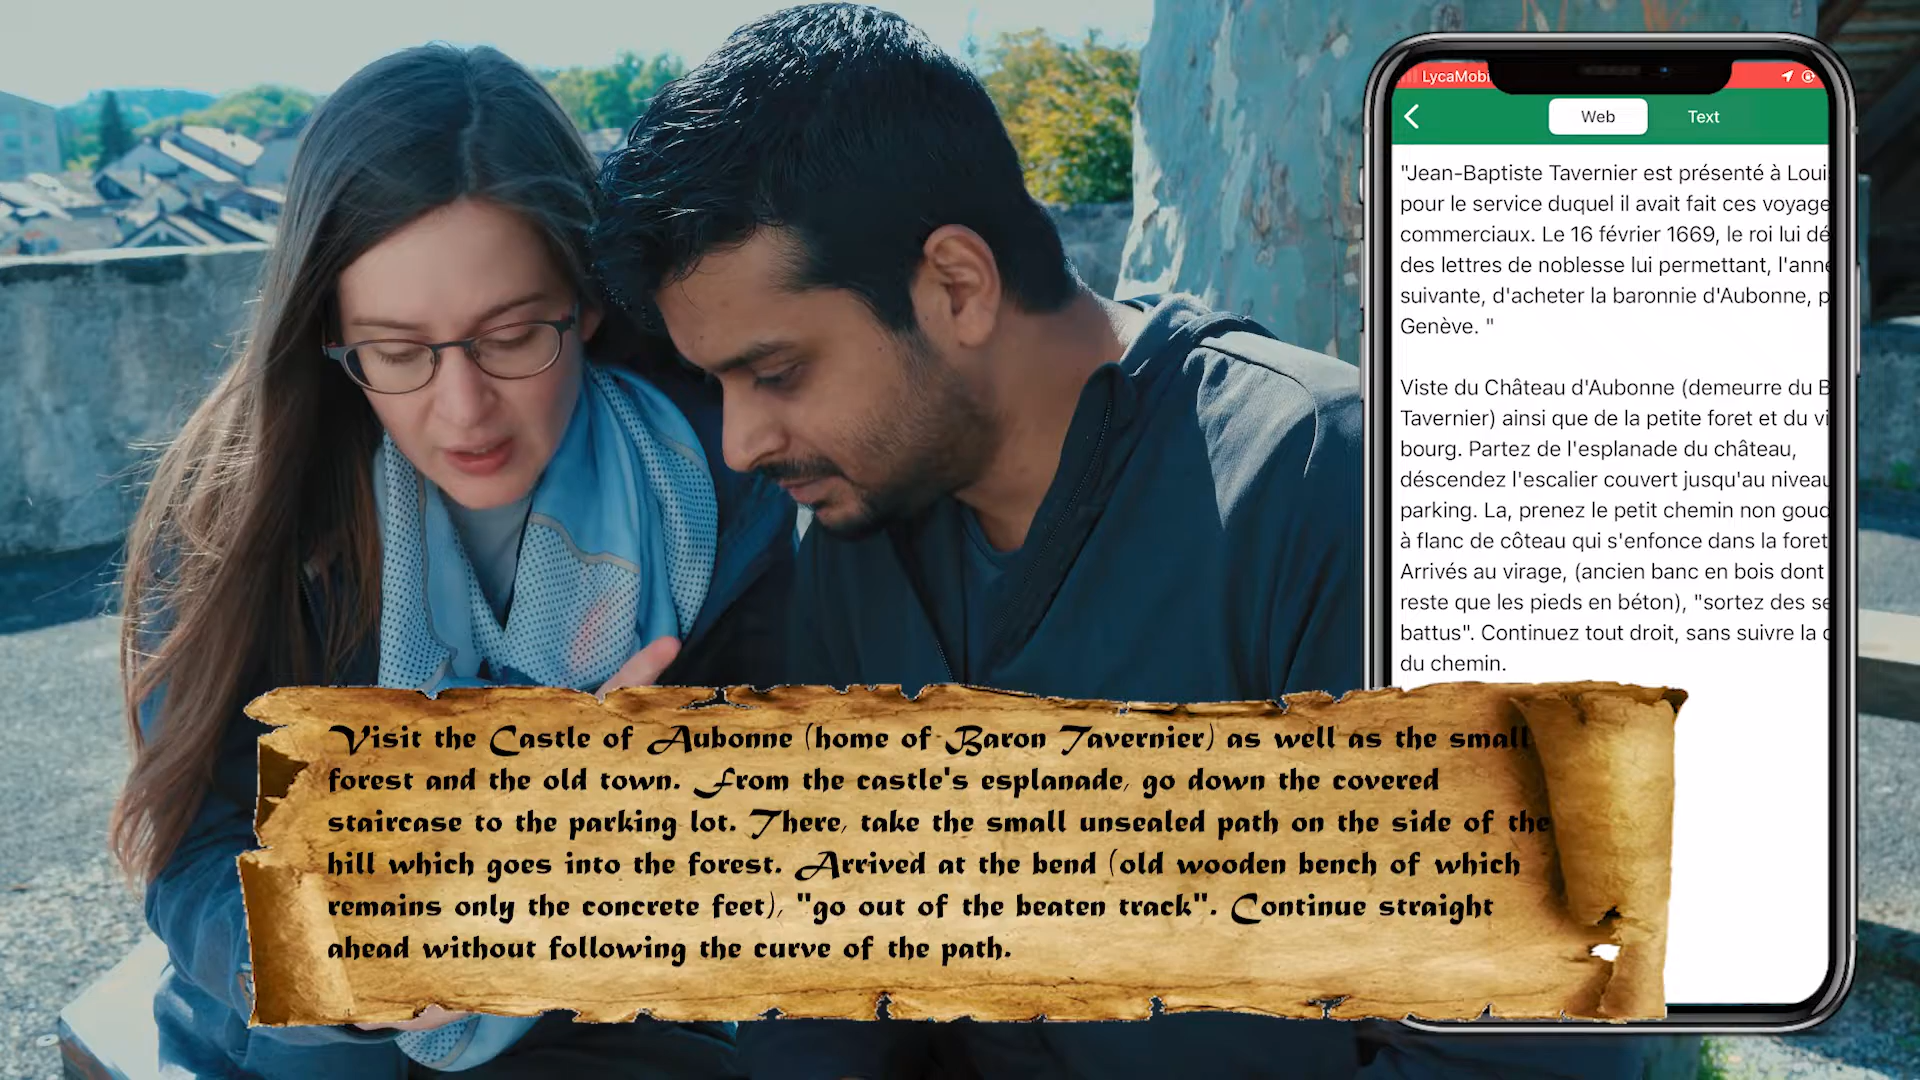 LycaMobi
Web
Text
"Jean-Baptiste Tavernier est présenté à Loui
pour le service duquel il avait fait ces voyage
commerciaux. Le 16 février 1669, le roi lui dé
des lettres de noblesse lui permettant, l'anné
suivante, d'acheter la baronnie d'Aubonne, p
Genève. "
Viste du Château d'Aubonne (demeurre du B
Tavernier) ainsi que de la petite foret et du vi
bourg. Partez de l'esplanade du château,
déscendez l'escalier couvert jusqu'au niveau
parking. La, prenez le petit chemin non goud
à flanc de côteau qui s'enfonce dans la foret
Arrivés au virage, (ancien banc en bois dont
reste que les pieds en béton), "sortez des se
battus". Continuez tout droit, sans suivre la c
du chemin.
Visit the Castle of Aubonne (home of Baron Tavernier) as well as the small
forest and the old town. From the castle's esplanade, go down the covered
staircase to the parking lot. There, take the small unsealed path on the side of the
hill which goes into the forest. Arrived at the bend (old wooden bench of which
remains only the concrete feet), "go out of the beaten track". Continue straight
ahead without following the curve of the path.